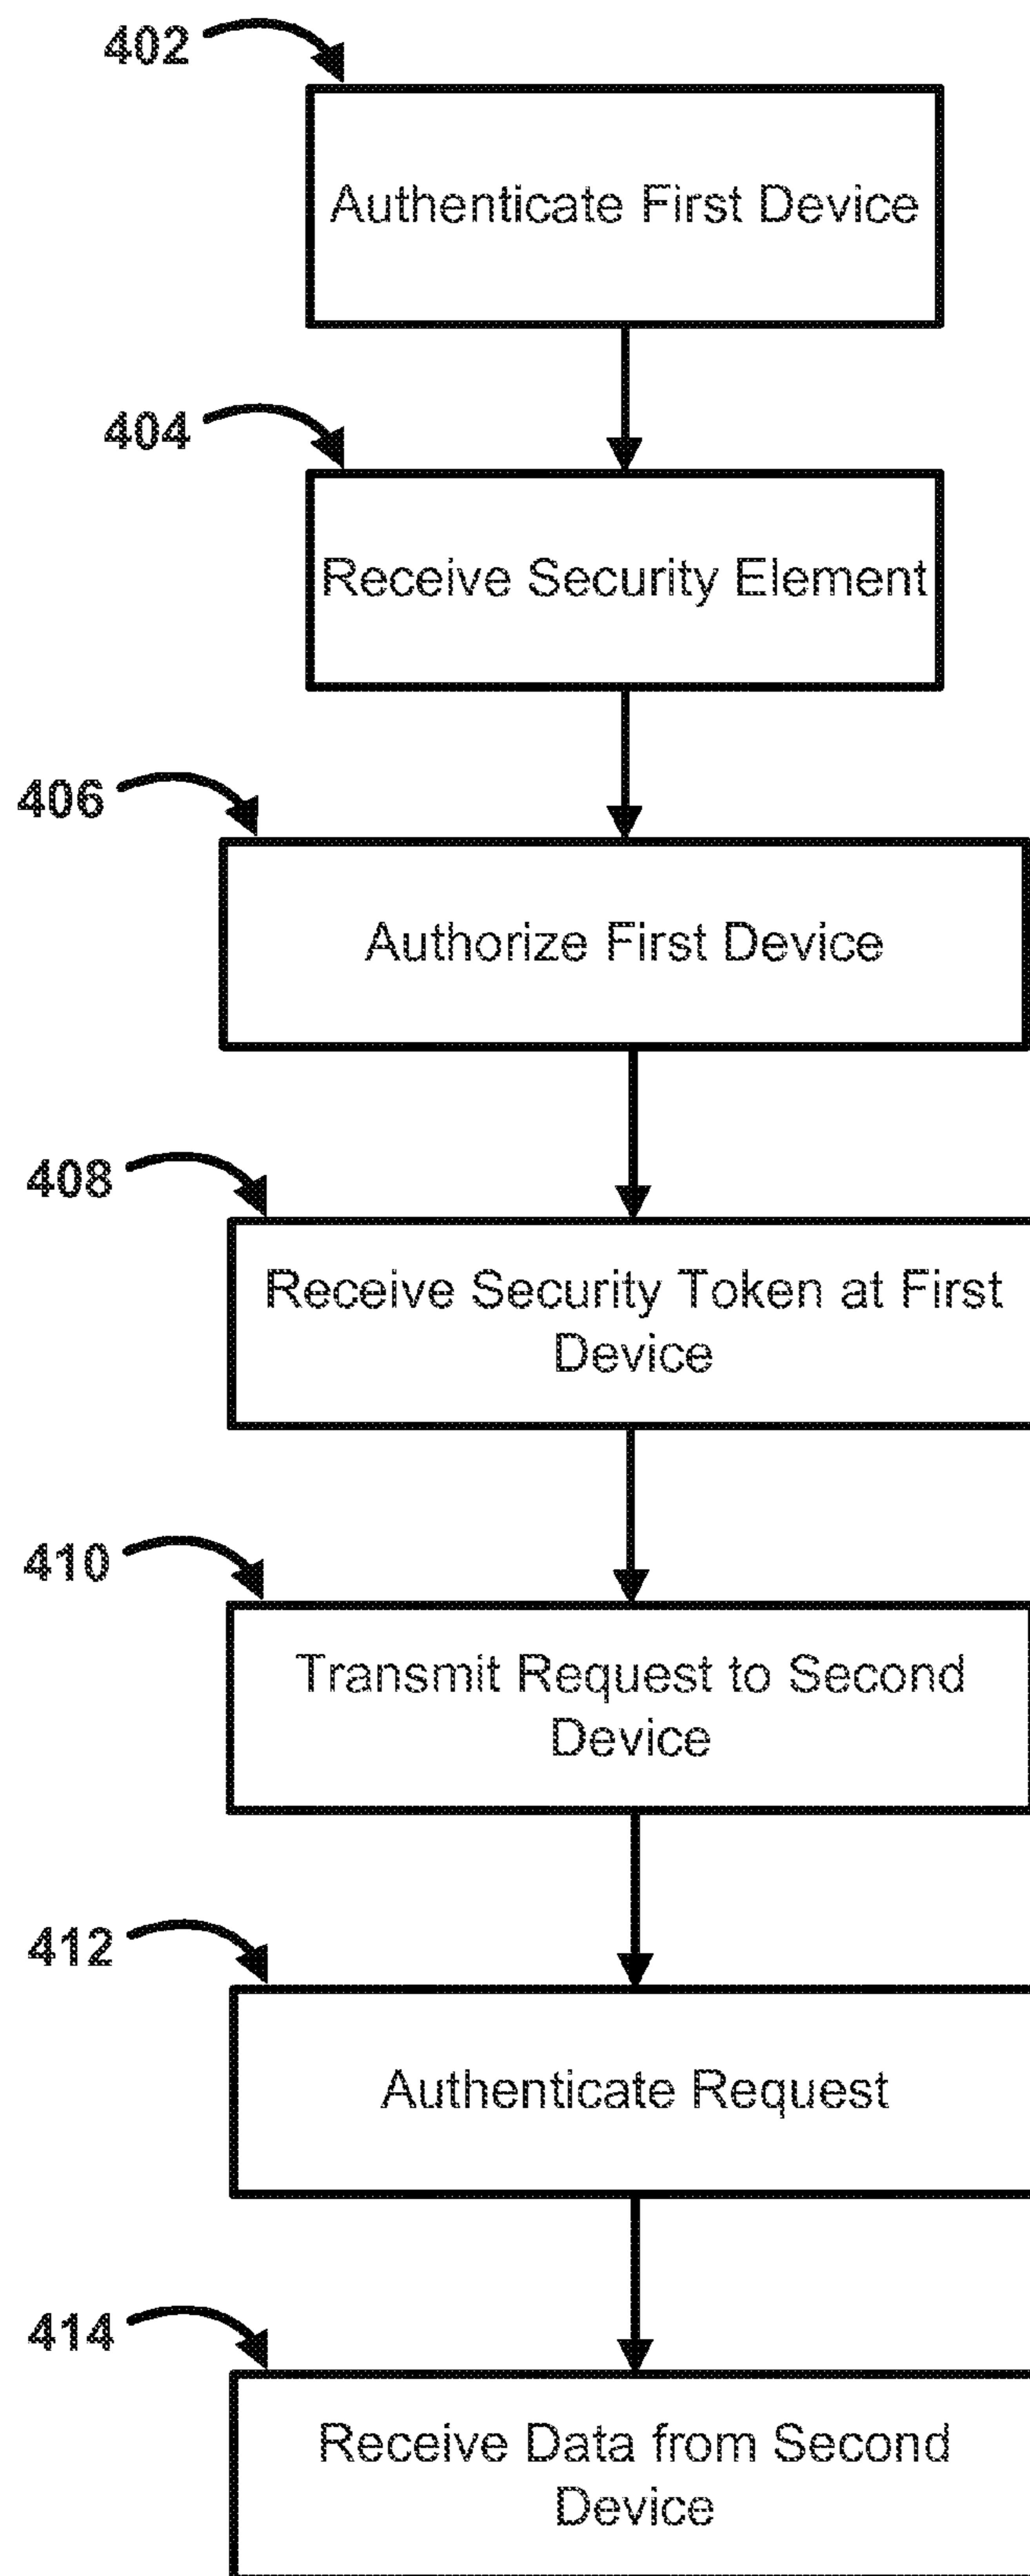 402
Authenticate First Device
404
Receive Security Element
406
Authorize First Device
408
Receive Security Token at First
Device
410
Transmit Request to Second
Device
412
Authenticate Request
414
Receive Data from Second
Device